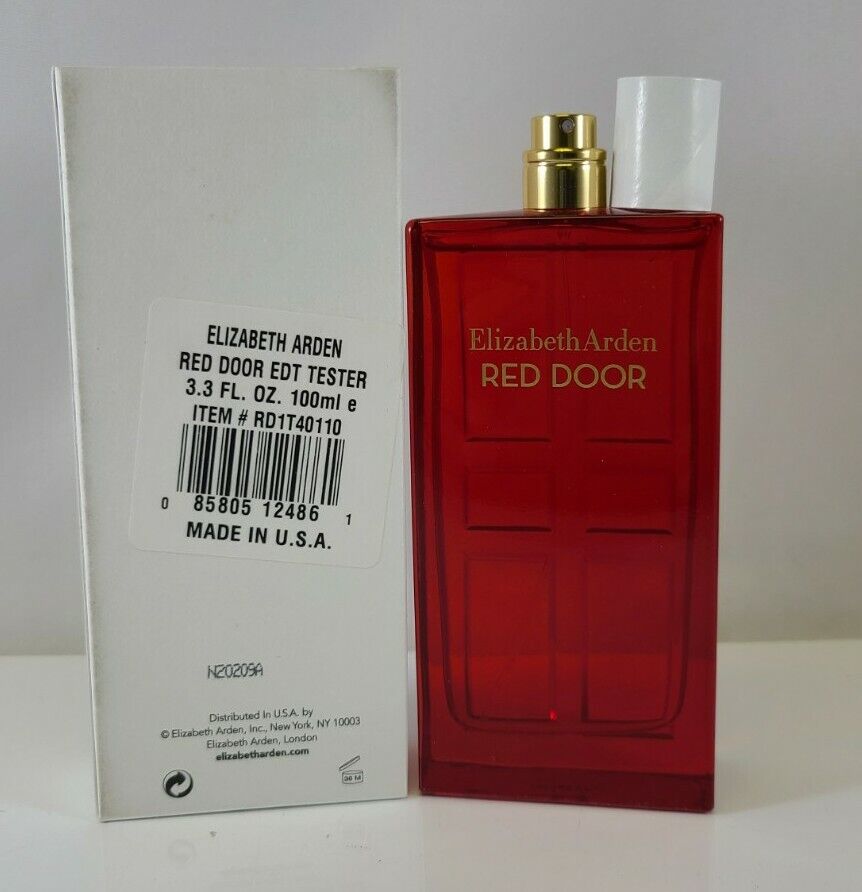 ELIZABETH ARDEN
RED DOOR EDT TESTER
3.3 FL. OZ. 100ml e
ITEM # RD1T40110
0 85805 12486 1
MADE IN U.S.A.
NZ0209A
Distributed In U.S.A. by
© Elizabeth Arden, Inc., New York, NY 10003
Elizabeth Arden, London
elizabetharden.com
36 M
ElizabethArden
RED DOOR